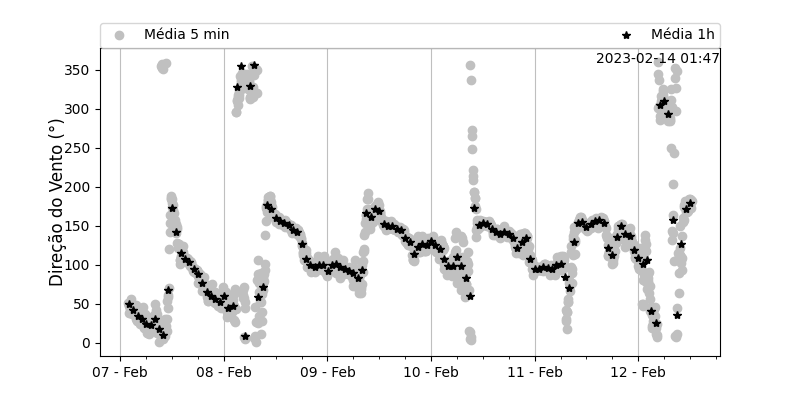 Média 5 min
Média 1h
2023-02-14 01:47
Direção do Vento (°)
350
300
250
200
150
100
50
0
07 - Feb
08 - Feb
09 - Feb
10 - Feb
11 - Feb
12 - Feb